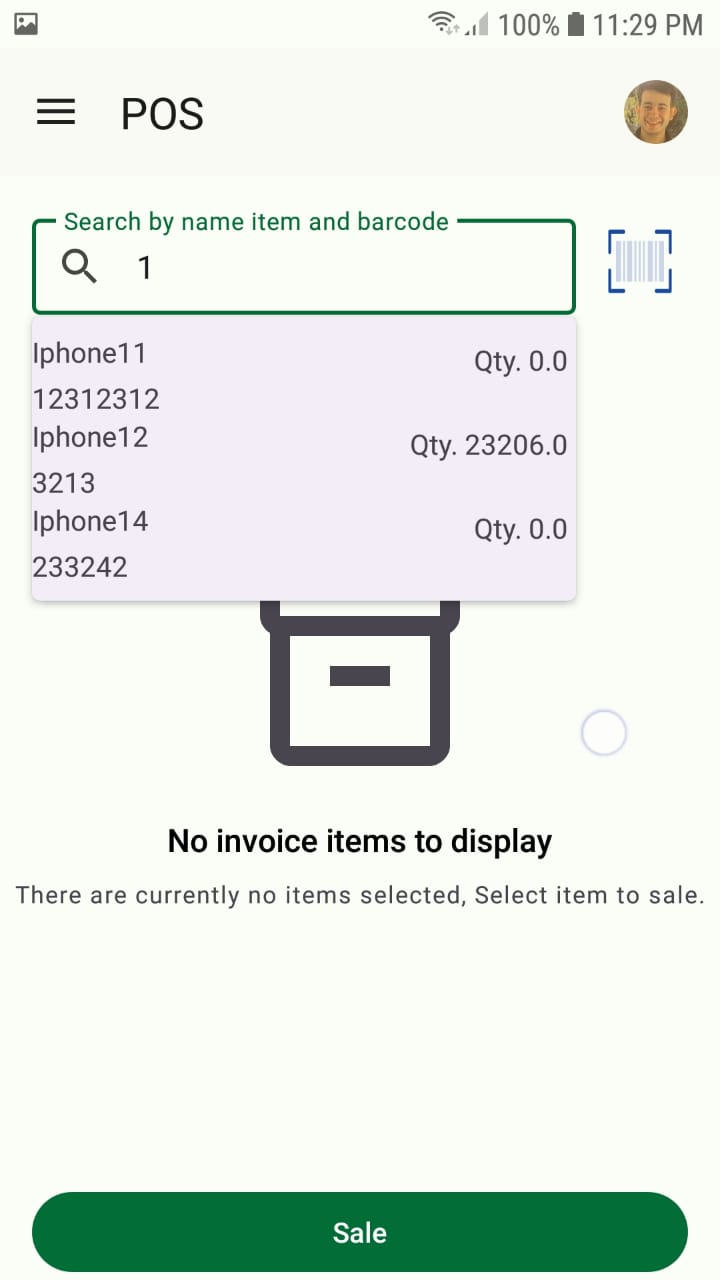 100% 11:29 PM
POS
Search by name item and barcode
1
Iphone11 Qty. 0.0
12312312
Iphone12 Qty. 23206.0
3213
Iphone14 Qty. 0.0
233242
No invoice items to display
There are currently no items selected, Select item to sale.
Sale